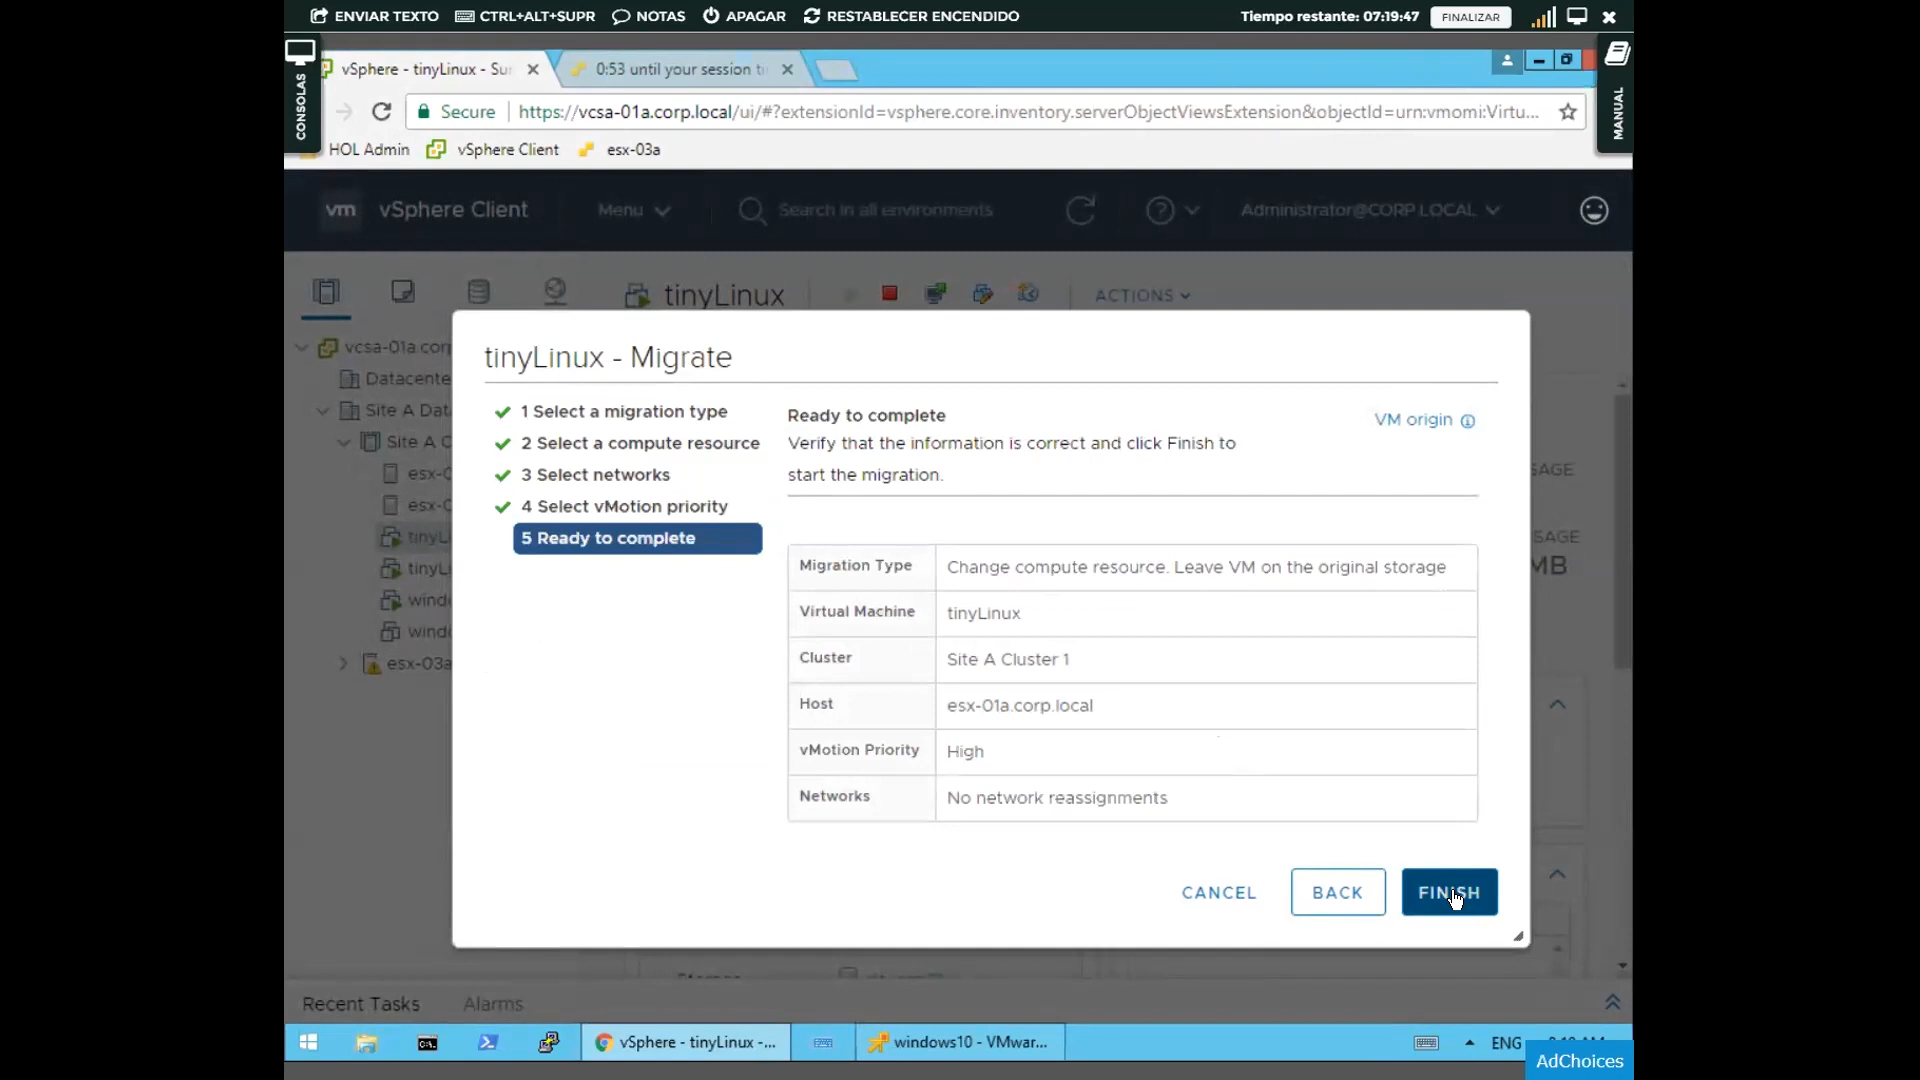 ENVIAR TEXTO CTRL+ALT+SUPR NOTAS APAGAR RESTABLECER ENCENDIDO Tiempo restante: 07:19:47 FINALIZAR
CONSOLAS
MANUAL
vSphere - tinyLinux - Su
0:53 until your session t
Secure https://vcsa-01a.corp.local/ui/#?extensionId=vsphere.core.inventory.serverObjectViewsExtension&objectId=urn:vmomi:Virtu...
HOL Admin vSphere Client esx-03a
vm vSphere Client Menu Search in all environments Administrator@CORP.LOCAL
tinyLinux ACTIONS
vcsa-01a.cor
Datacente
Site A Dat
Site A C
esx-0
esx-0
tinyL
tinyL
wind
wind
esx-03a
SAGE
SAGE
MB
tinyLinux - Migrate
1 Select a migration type
2 Select a compute resource
3 Select networks
4 Select vMotion priority
5 Ready to complete
Ready to complete
VM origin
Verify that the information is correct and click Finish to
start the migration.
Migration Type Change compute resource. Leave VM on the original storage
Virtual Machine tinyLinux
Cluster Site A Cluster 1
Host esx-01a.corp.local
vMotion Priority High
Networks No network reassignments
CANCEL BACK FINISH
Recent Tasks Alarms
vSphere - tinyLinux -... windows10 - VMwar... ENG
AdChoices